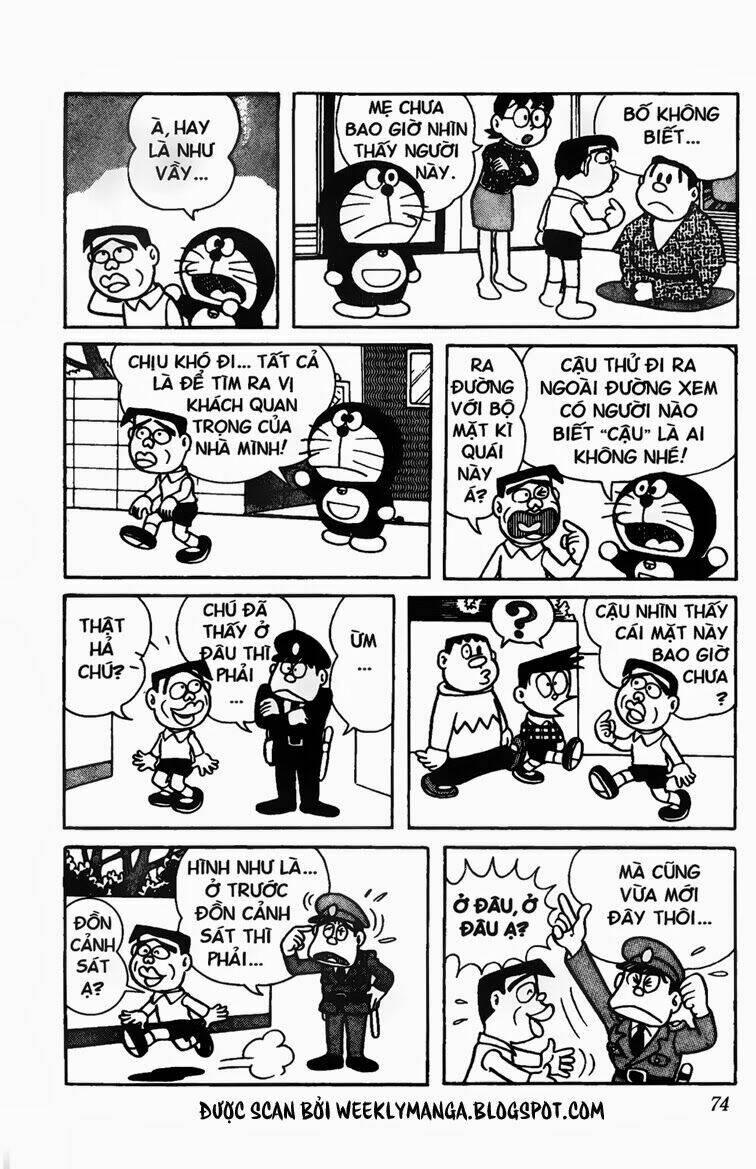 BỐ KHÔNG
BIẾT...
MẸ CHƯA
BAO GIỜ NHÌN
THẤY NGƯỜI
NÀY.
À, HAY
LÀ NHƯ
VẦY...
CẬU THỬ ĐI RA
NGOÀI ĐƯỜNG XEM
CÓ NGƯỜI NÀO
BIẾT “CẬU” LÀ AI
KHÔNG NHÉ!
RA
ĐƯỜNG
VỚI BỘ
MẶT KÌ
QUÁI
NÀY
Á?
CHỊU KHÓ ĐI... TẤT CẢ
LÀ ĐỂ TÌM RA VỊ
KHÁCH QUAN
TRỌNG CỦA
NHÀ MÌNH!
CẬU NHÌN THẤY
CÁI MẶT NÀY
BAO GIỜ
CHƯA
?
?
ỪM
...
CHÚ ĐÃ
THẤY Ở
ĐÂU THÌ
PHẢI
...
THẬT
HẢ
CHÚ?
MÀ CŨNG
VỪA MỚI
ĐÂY THÔI...
Ở ĐÂU, Ở
ĐÂU Ạ?
HÌNH NHƯ LÀ...
Ở TRƯỚC
ĐỒN CẢNH
SÁT THÌ
PHẢI...
ĐỒN
CẢNH
SÁT
Ạ?
74
ĐƯỢC SCAN BỞI WEEKLYMANGA.BLOGSPOT.COM